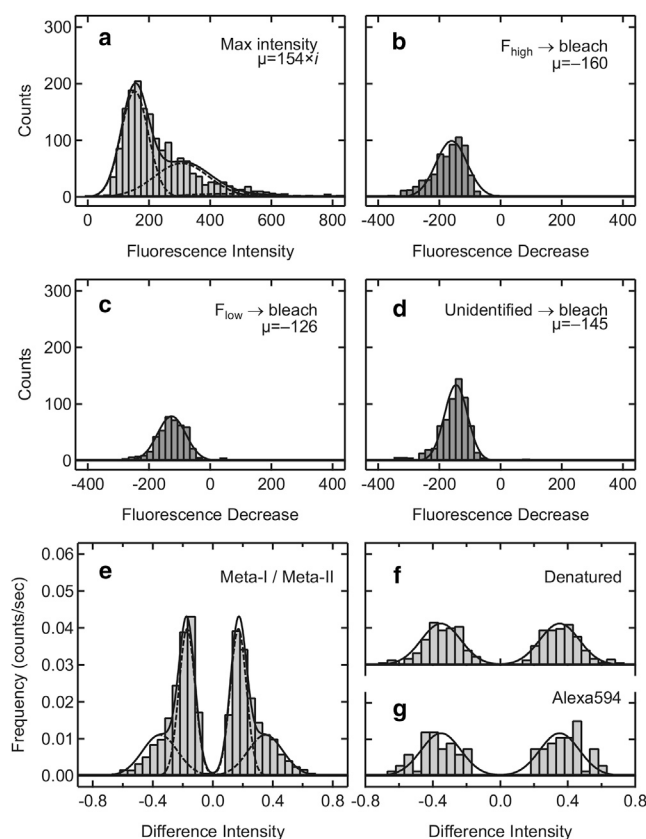 a
Max intensity
μ=154×i
300
200
100
0
Counts
0 200 400 600 800
Fluorescence Intensity
b
Fhigh → bleach
μ=−160
-400 -200 0 200 400
Fluorescence Decrease
c
Flow → bleach
μ=−126
300
200
100
0
Counts
-400 -200 0 200 400
Fluorescence Decrease
d
Unidentified → bleach
μ=−145
-400 -200 0 200 400
Fluorescence Decrease
e
Meta-I / Meta-II
0.06
0.05
0.04
0.03
0.02
0.01
0.00
Frequency (counts/sec)
-0.8 -0.4 0.0 0.4 0.8
Difference Intensity
f
Denatured
g
Alexa594
-0.8 -0.4 0.0 0.4 0.8
Difference Intensity